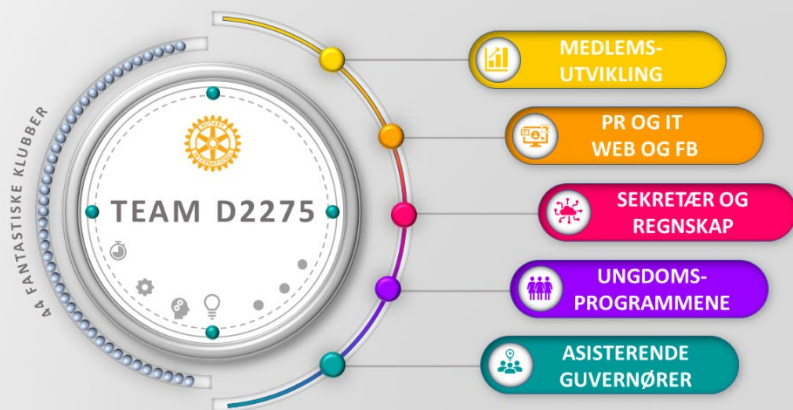 44 FANTASTISKE KLUBBER
TEAM D2275
MEDLEMS-
UTVIKLING
PR OG IT
WEB OG FB
SEKRETÆR OG
REGNSKAP
UNGDOMS-
PROGRAMMENE
ASISTERENDE
GUVERNØRER